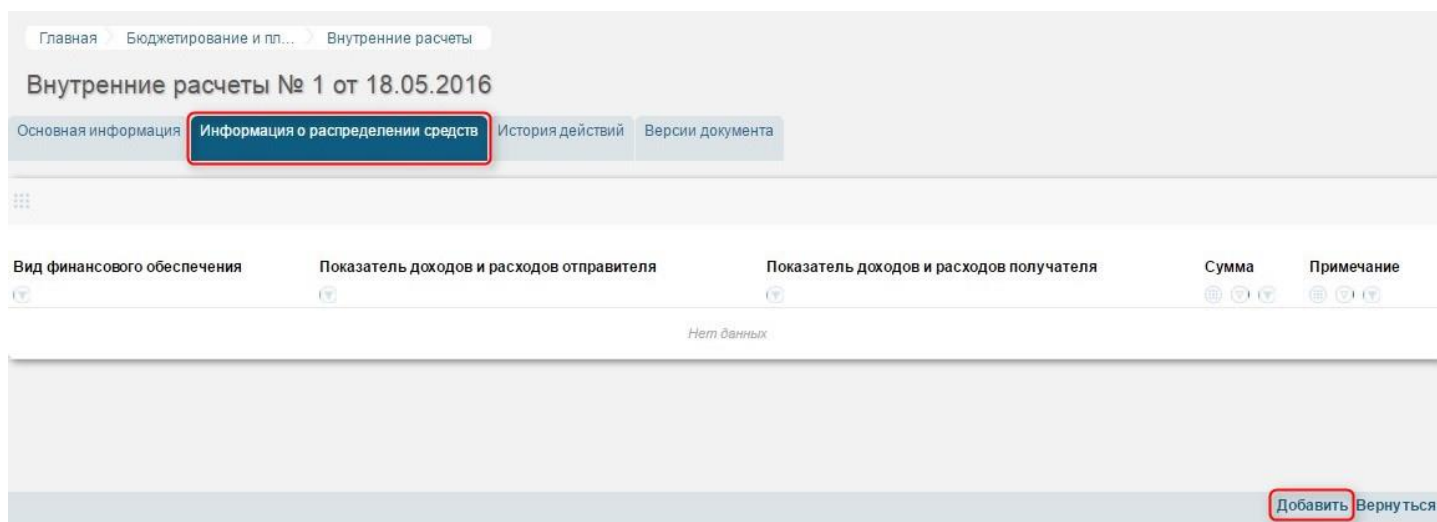 Главная Бюджетирование и пл... Внутренние расчеты
Внутренние расчеты № 1 от 18.05.2016
Основная информация Информация о распределении средств История действий Версии документа
Вид финансового обеспечения Показатель доходов и расходов отправителя Показатель доходов и расходов получателя Сумма Примечание
Нет данных
Добавить Вернуться